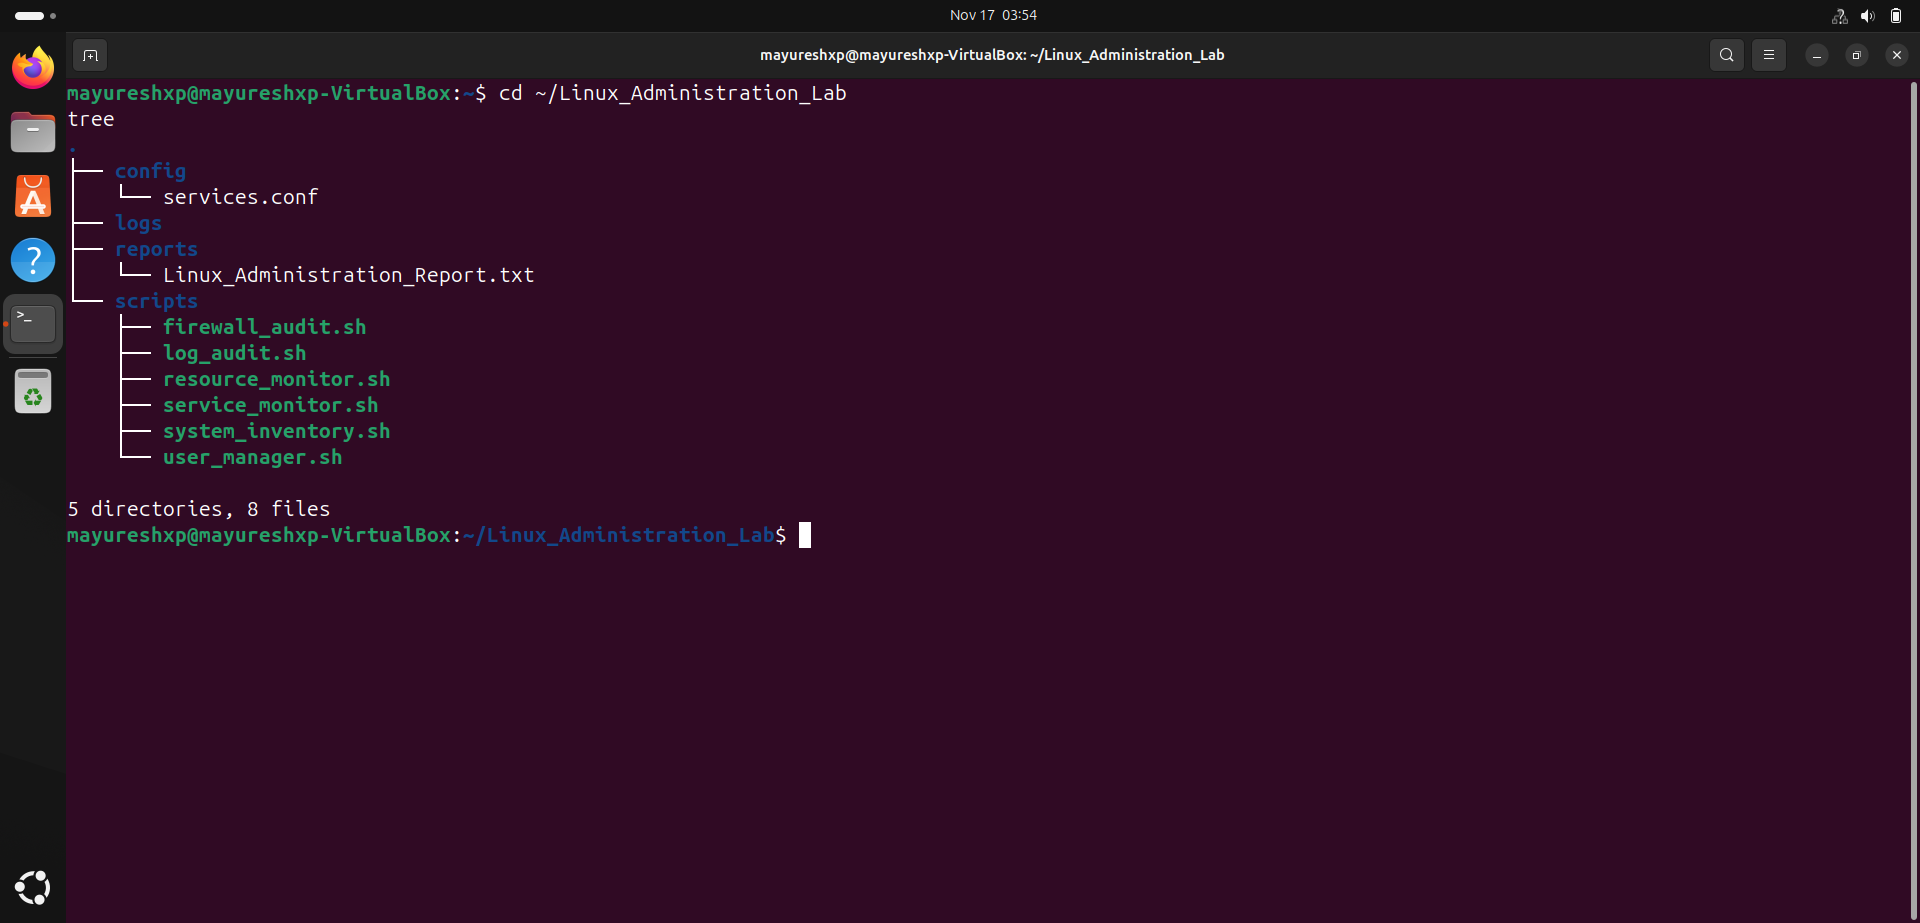 Nov 17 03:54
mayureshxp@mayureshxp-VirtualBox: ~/Linux_Administration_Lab
mayureshxp@mayureshxp-VirtualBox:~$ cd ~/Linux_Administration_Lab
tree
.
├── config
│   └── services.conf
├── logs
├── reports
│   └── Linux_Administration_Report.txt
└── scripts
    ├── firewall_audit.sh
    ├── log_audit.sh
    ├── resource_monitor.sh
    ├── service_monitor.sh
    ├── system_inventory.sh
    └── user_manager.sh
5 directories, 8 files
mayureshxp@mayureshxp-VirtualBox:~/Linux_Administration_Lab$